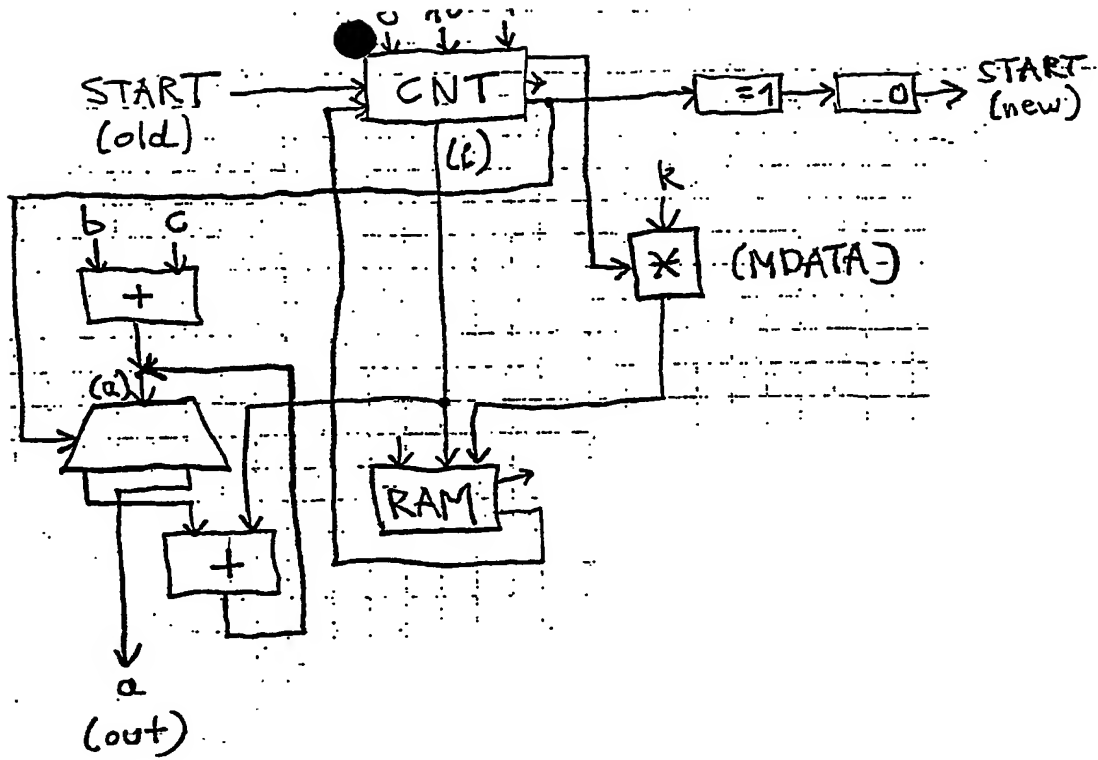 START
(old)
CNT
=1
0
START
(new)
(i)
k
*
(MDATA)
b c
+
(a)
RAM
+
a
(out)